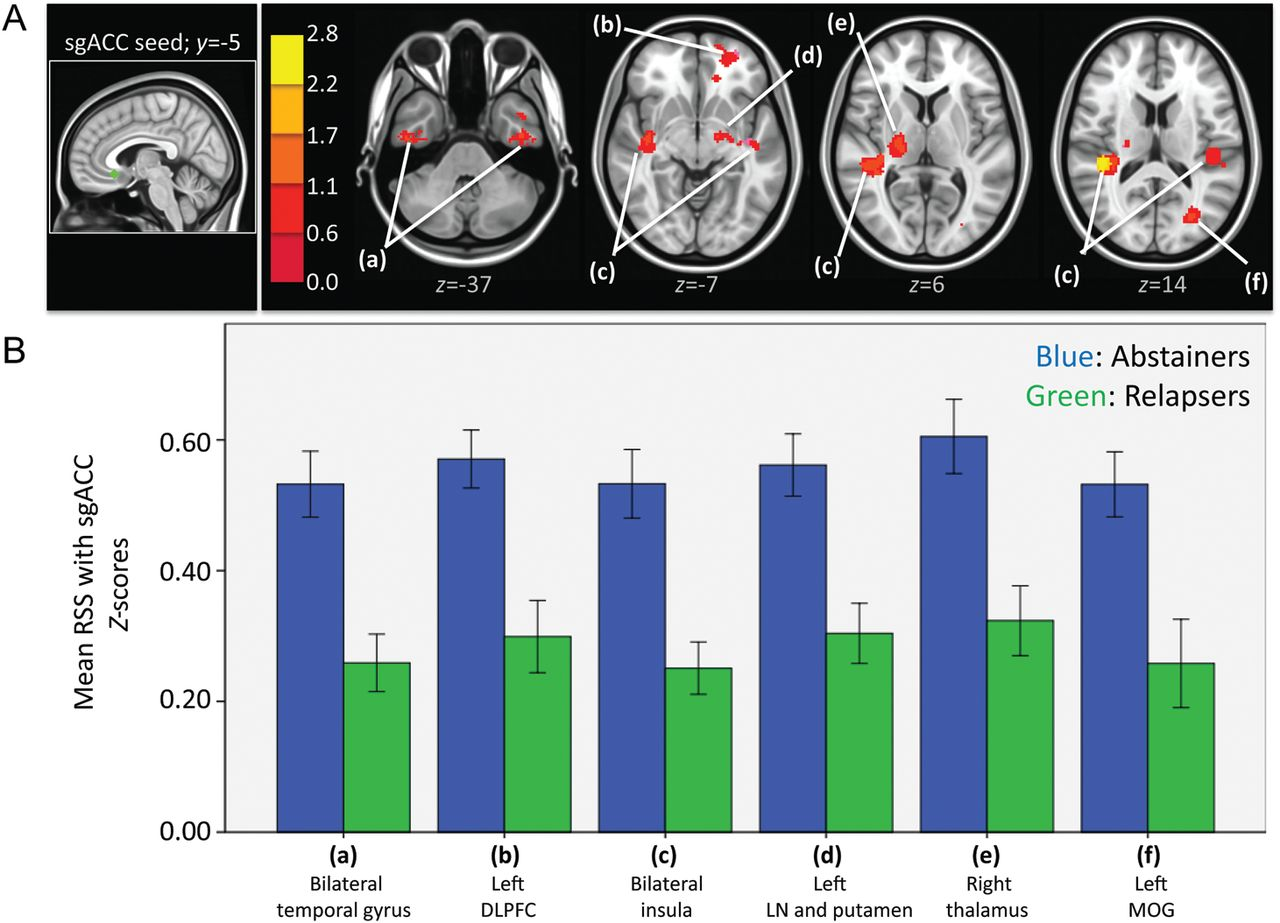 A
sgACC seed; y=-5
2.8
2.2
1.7
1.1
0.6
0.0
(a)
z=-37
(b)
(d)
(c)
z=-7
(e)
(c)
z=6
(c)
(f)
z=14
B
Blue: Abstainers
Green: Relapsers
Mean RSS with sgACC
Z-scores
0.60
0.40
0.20
0.00
(a)
Bilateral
temporal gyrus
(b)
Left
DLPFC
(c)
Bilateral
insula
(d)
Left
LN and putamen
(e)
Right
thalamus
(f)
Left
MOG